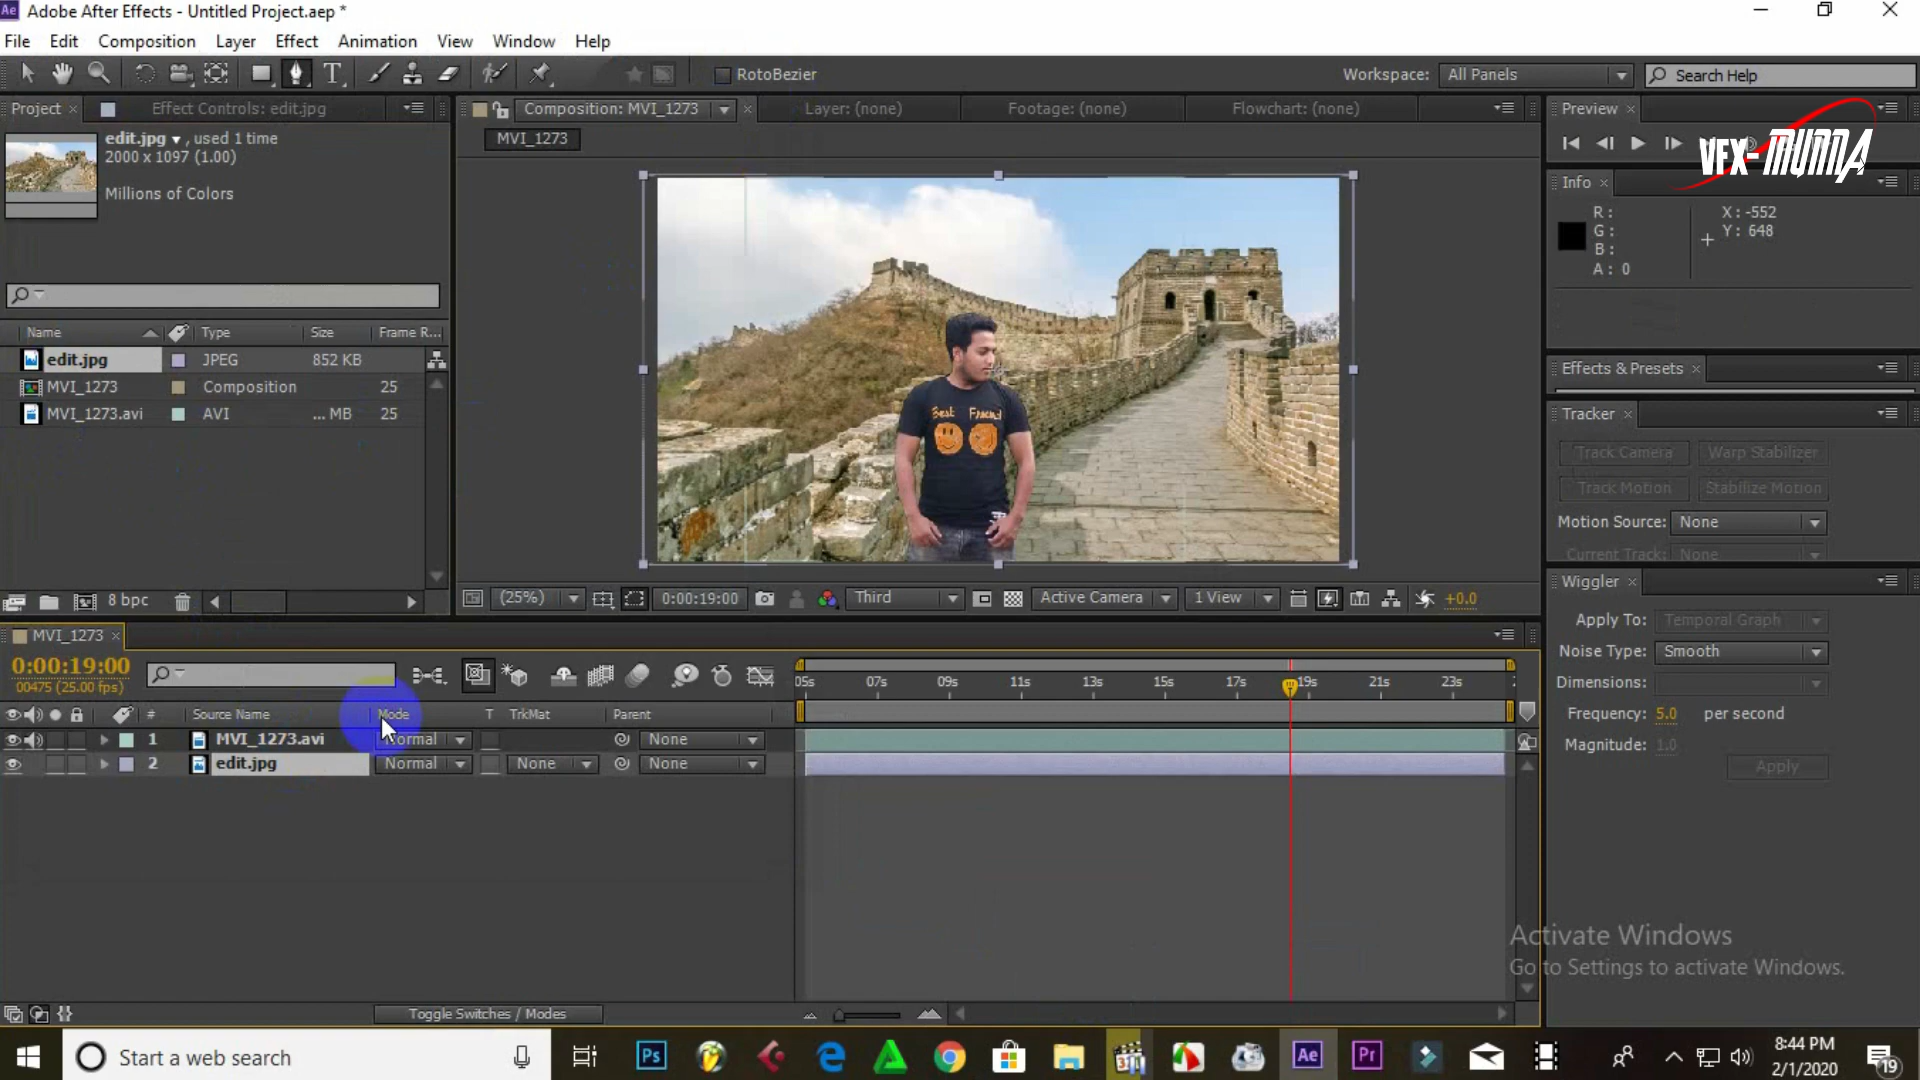 Ae Adobe After Effects - Untitled Project.aep *
File Edit Composition Layer Effect Animation View Window Help
T RotoBezier Workspace: All Panels Search Help
Project × Effect Controls: edit.jpg Composition: MVI_1273 × Layer: (none) Footage: (none) Flowchart: (none) Preview ×
edit.jpg , used 1 time
2000 x 1097 (1.00)
Millions of Colors
MVI_1273
VFX-MUMMA
Info ×
R:
G:
B:
A: 0
X: -552
Y: 648
Best Friend
Name Type Size Frame R...
edit.jpg JPEG 852 KB
MVI_1273 Composition 25
MVI_1273.avi AVI ... MB 25
Effects & Presets ×
Tracker ×
Track Camera Warp Stabilizer
Track Motion Stabilize Motion
Motion Source: None
Current Track: None
8 bpc
(25%) 0:00:19:00 Third Active Camera 1 View +0.0
Wiggler ×
Apply To: Temporal Graph
Noise Type: Smooth
Dimensions:
Frequency: 5.0 per second
Magnitude: 1.0
Apply
MVI_1273 ×
0:00:19:00
00475 (25.00 fps)
05s 07s 09s 11s 13s 15s 17s 19s 21s 23s
# Source Name Mode T TrkMat Parent
1 MVI_1273.avi Normal None
2 edit.jpg Normal None None
Activate Windows
Go to Settings to activate Windows.
Toggle Switches / Modes
Start a web search
Ps Ae Pr
8:44 PM
2/1/2020
19